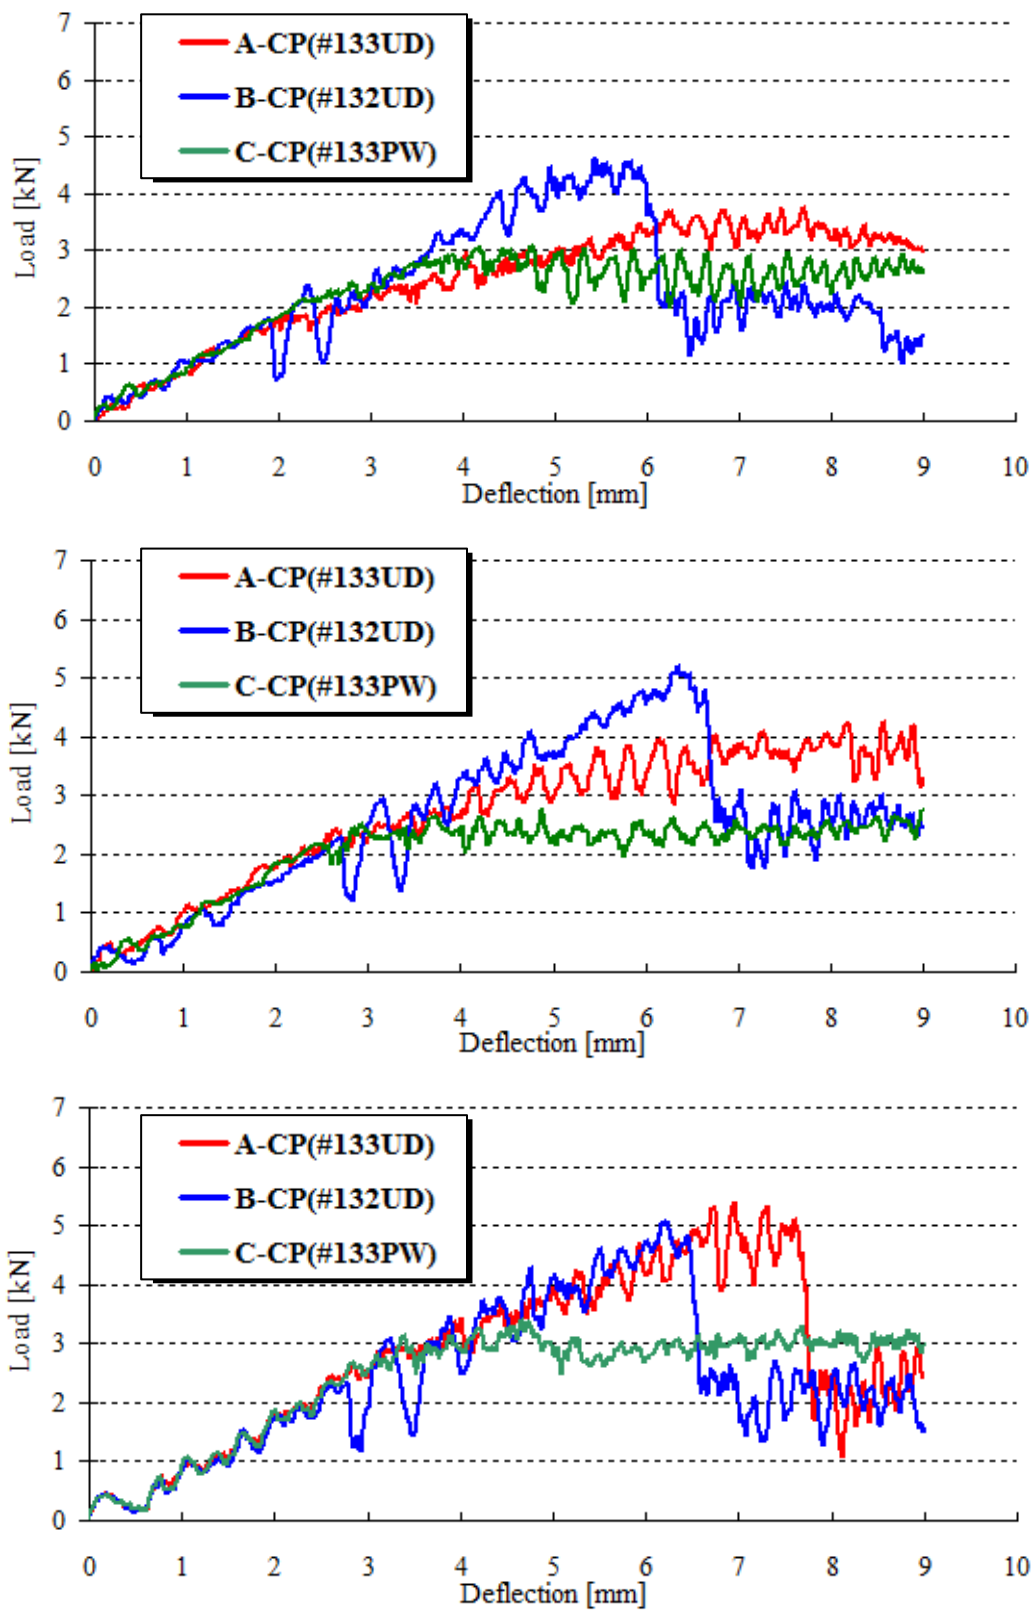 7
6
5
4
3
2
1
0
Load [kN]
A-CP(#133UD)
B-CP(#132UD)
C-CP(#133PW)
0 1 2 3 4 5 6 7 8 9 10
Deflection [mm]
7
6
5
4
3
2
1
0
Load [kN]
A-CP(#133UD)
B-CP(#132UD)
C-CP(#133PW)
0 1 2 3 4 5 6 7 8 9 10
Deflection [mm]
7
6
5
4
3
2
1
0
Load [kN]
A-CP(#133UD)
B-CP(#132UD)
C-CP(#133PW)
0 1 2 3 4 5 6 7 8 9 10
Deflection [mm]